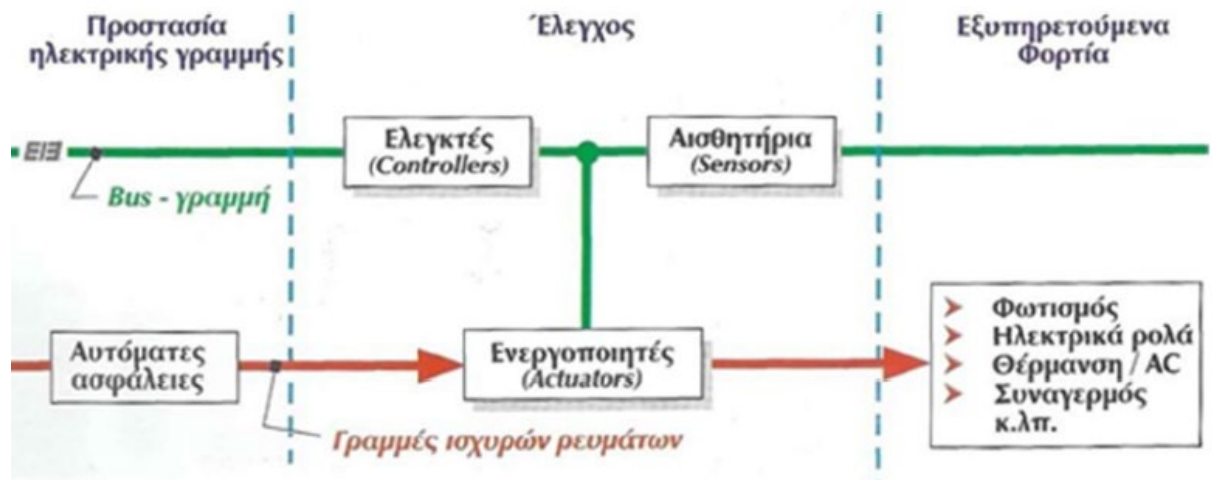 Προστασία
ηλεκτρικής γραμμής
Έλεγχος
Εξυπηρετούμενα
Φορτία
Ελεγκτές
(Controllers)
Αισθητήρια
(Sensors)
EIB
Bus - γραμμή
Αυτόματες
ασφάλειες
Ενεργοποιητές
(Actuators)
Φωτισμός
Ηλεκτρικά ρολά
Θέρμανση / AC
Συναγερμός
κ.λπ.
Γραμμές ισχυρών ρευμάτων